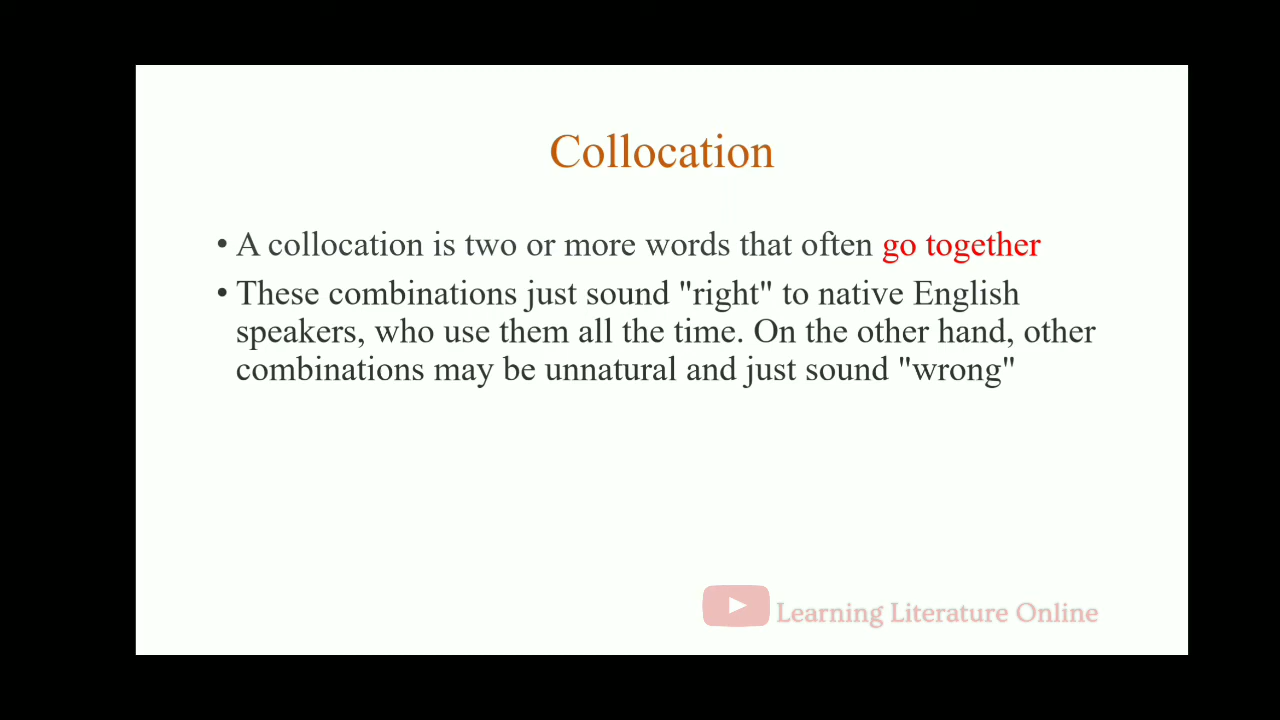 Collocation
• A collocation is two or more words that often go together
• These combinations just sound "right" to native English
speakers, who use them all the time. On the other hand, other
combinations may be unnatural and just sound "wrong"
Learning Literature Online